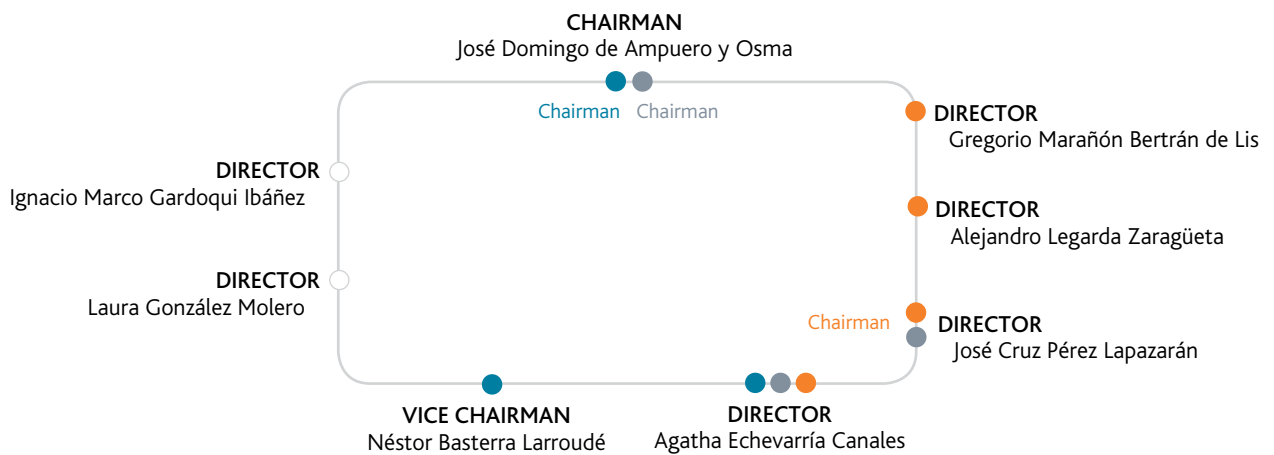 CHAIRMAN
José Domingo de Ampuero y Osma
Chairman Chairman
DIRECTOR
Gregorio Marañón Bertrán de Lis
DIRECTOR
Ignacio Marco Gardoqui Ibáñez
DIRECTOR
Alejandro Legarda Zaragüeta
DIRECTOR
Laura González Molero
Chairman
DIRECTOR
José Cruz Pérez Lapazarán
VICE CHAIRMAN
Néstor Basterra Larroudé
DIRECTOR
Agatha Echevarría Canales